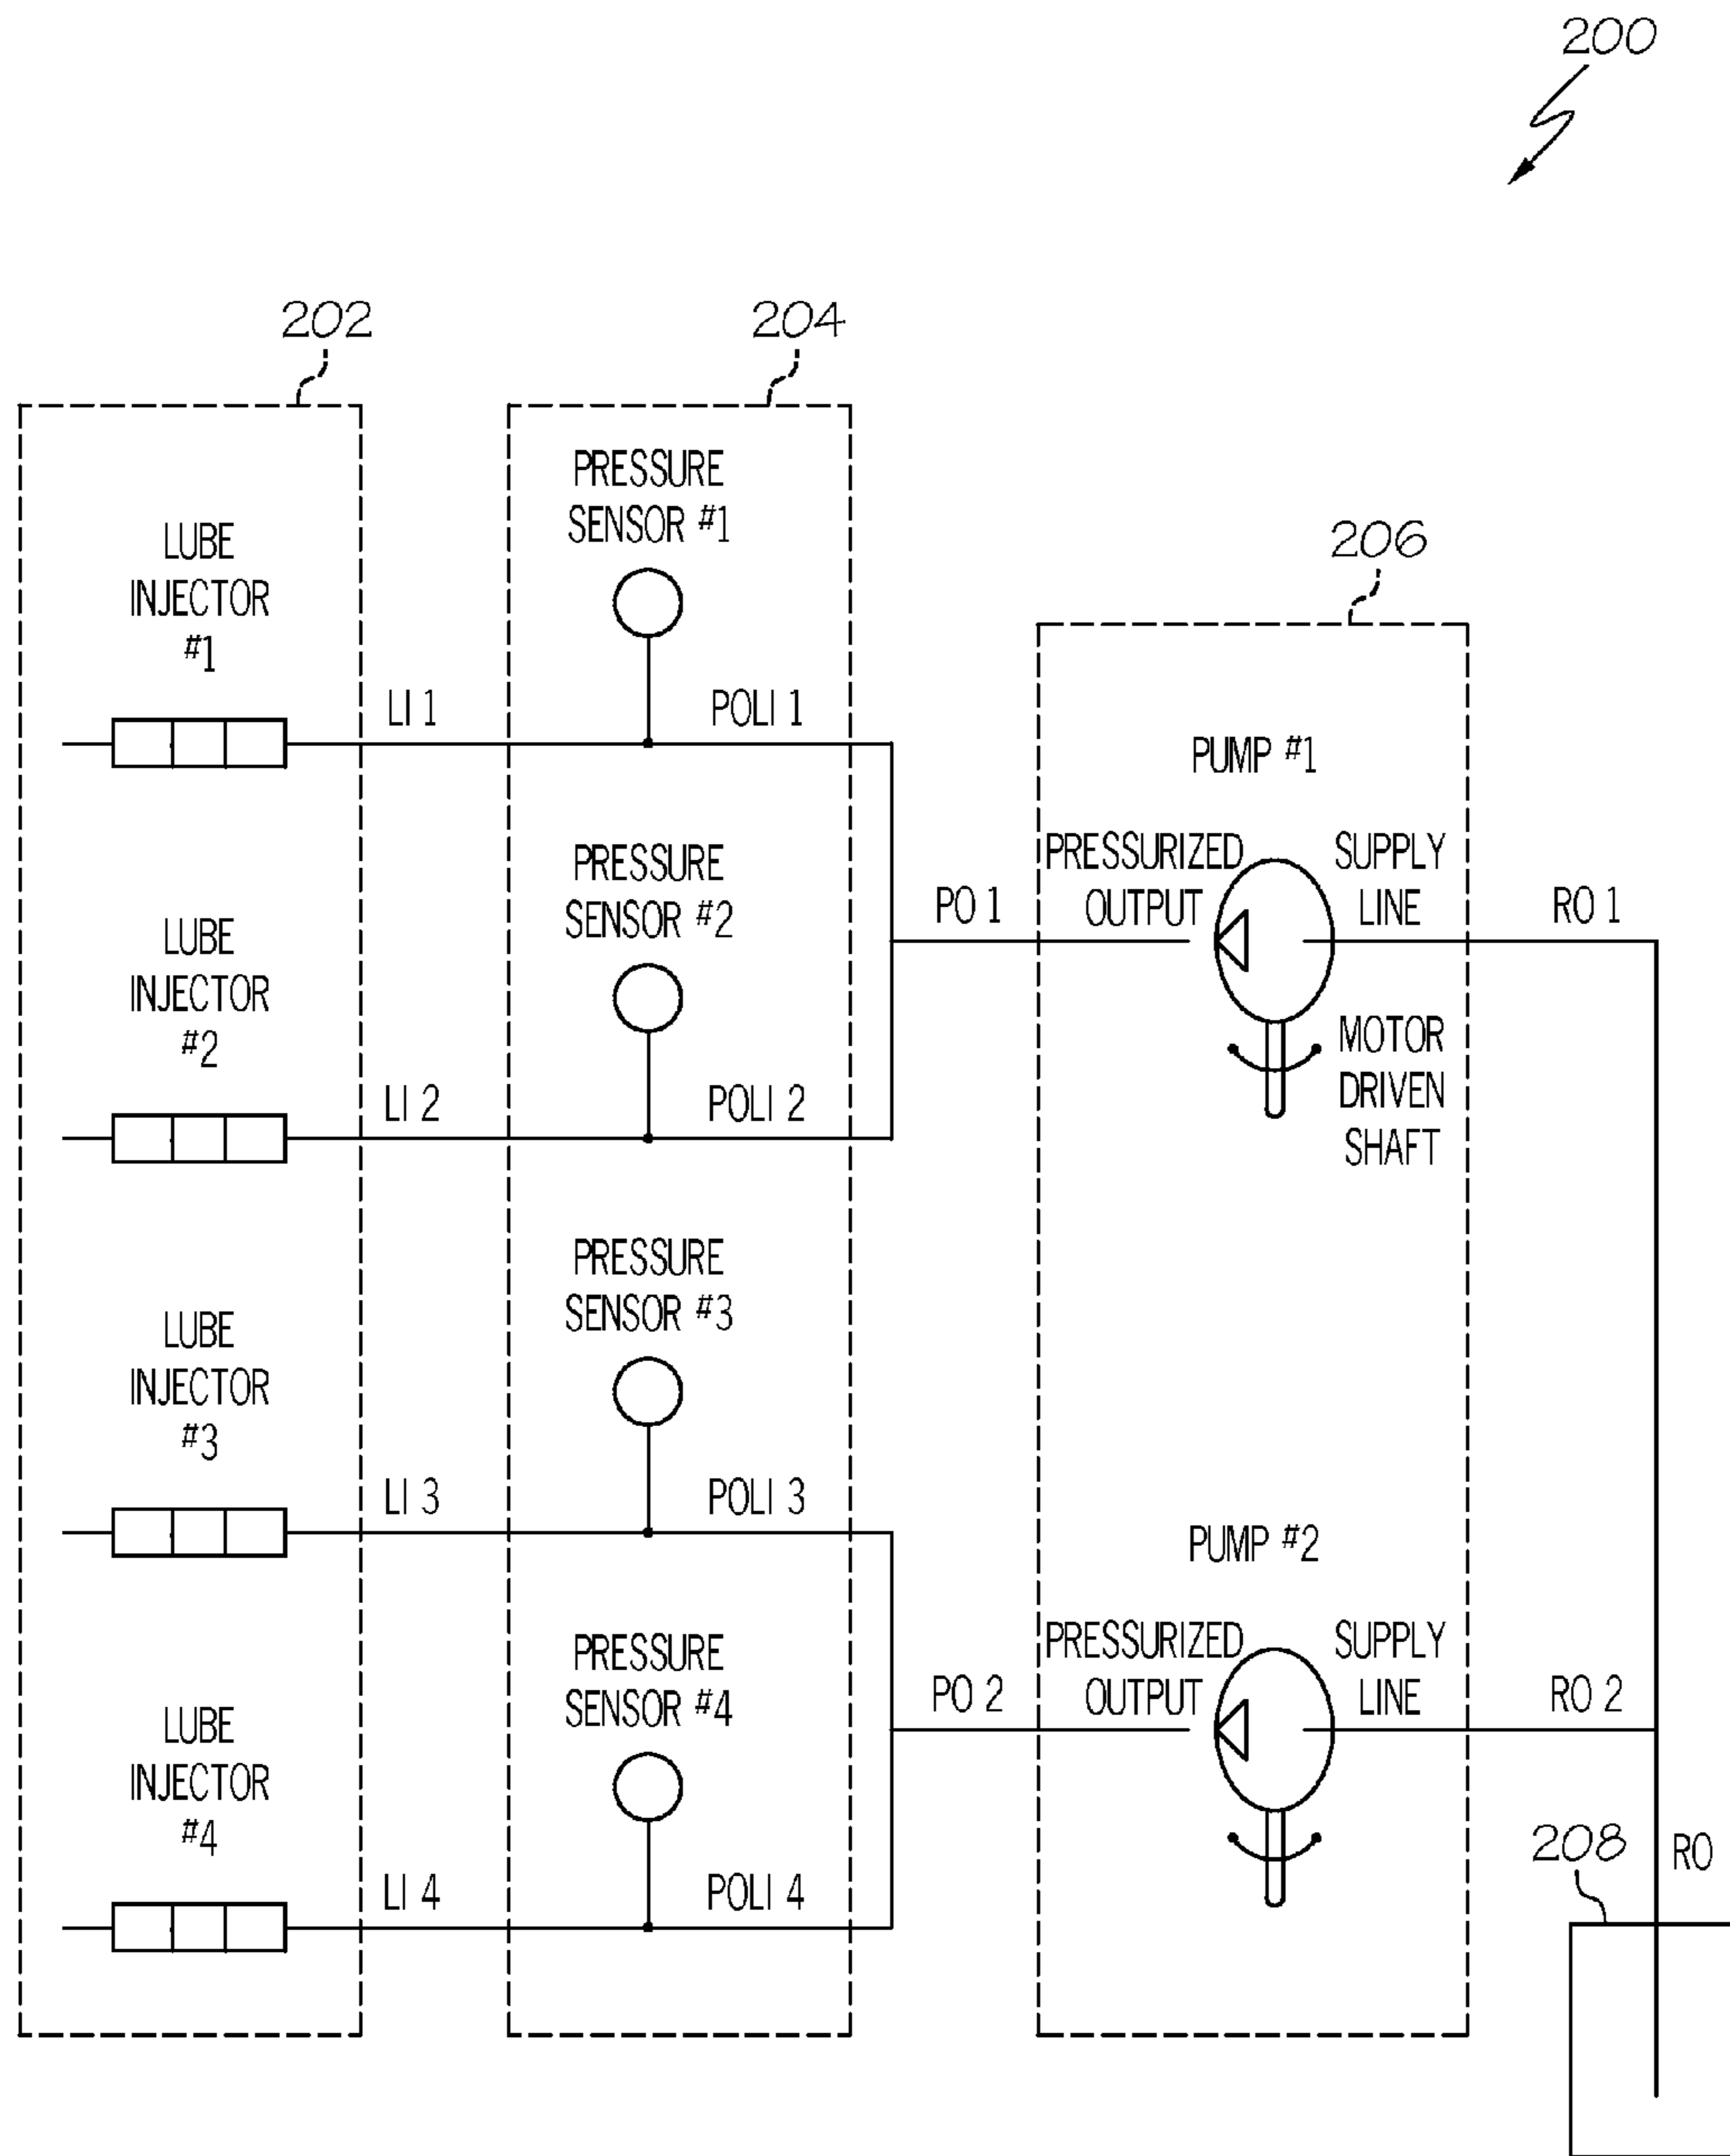 200
202
204
PRESSURE
SENSOR #1
206
LUBE
INJECTOR
#1
LI 1
POLI 1
PUMP #1
PRESSURIZED
OUTPUT
SUPPLY
LINE
PRESSURE
SENSOR #2
PO 1
RO 1
LUBE
INJECTOR
#2
MOTOR
DRIVEN
SHAFT
LI 2
POLI 2
PRESSURE
SENSOR #3
LUBE
INJECTOR
#3
LI 3
POLI 3
PUMP #2
PRESSURIZED
OUTPUT
SUPPLY
LINE
PRESSURE
SENSOR #4
PO 2
RO 2
LUBE
INJECTOR
#4
208
RO
LI 4
POLI 4